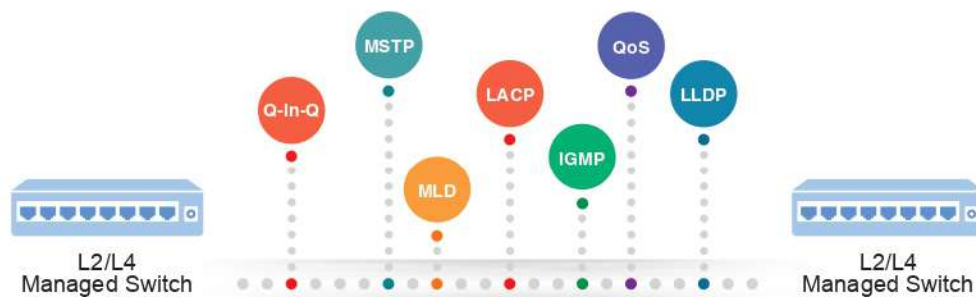 MSTP
QoS
Q-In-Q
LACP
LLDP
IGMP
MLD
L2/L4
Managed Switch
L2/L4
Managed Switch